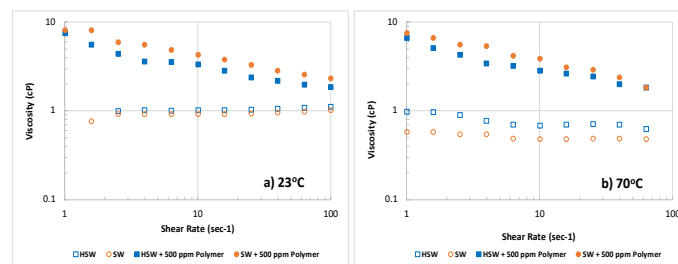 10
1
0.1
Viscosity (cP)
1
10
100
Shear Rate (sec-1)
a) 23°C
HSW
SW
HSW + 500 ppm Polymer
SW + 500 ppm Polymer
10
1
0.1
Viscosity (cP)
1
10
100
Shear Rate (sec-1)
b) 70°C
HSW
SW
HSW + 500 ppm Polymer
SW + 500 ppm Polymer